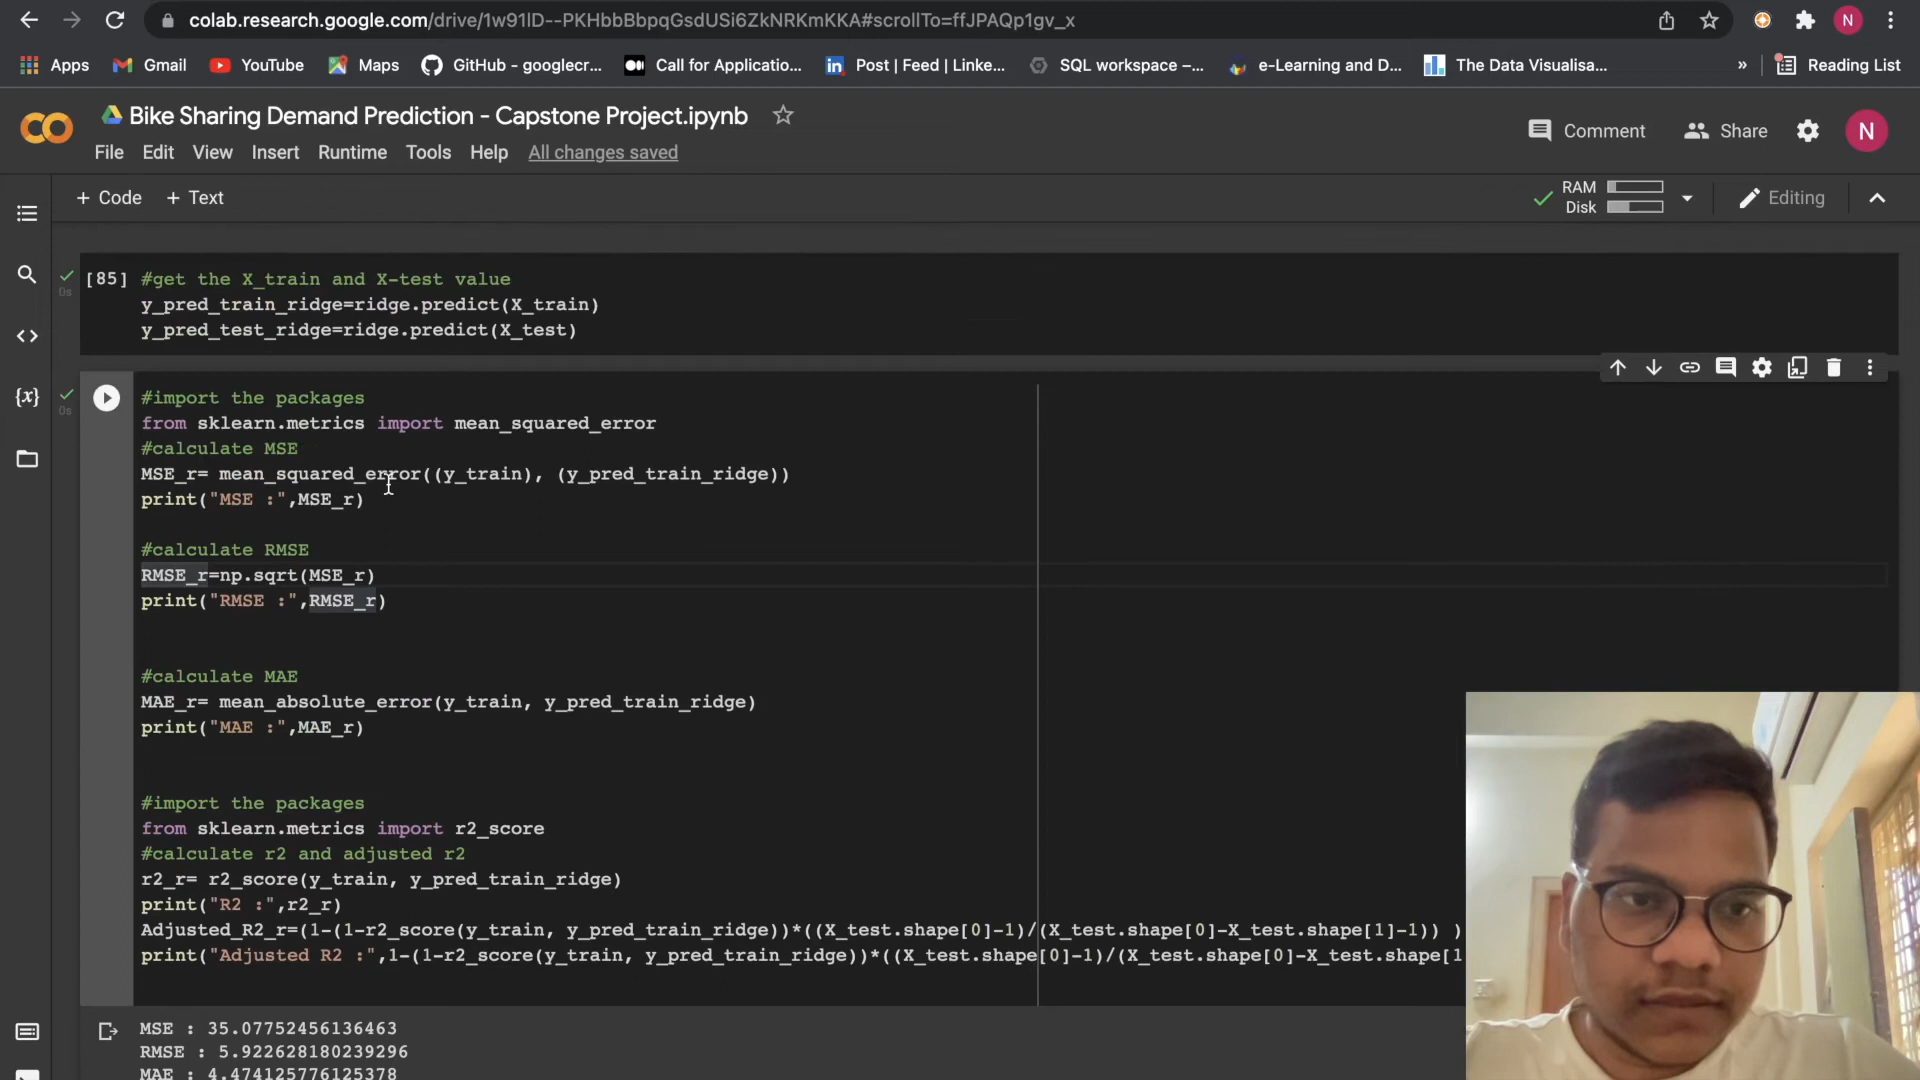 colab.research.google.com/drive/1w91lD--PKHbbBbpqGsdUSi6ZkNRKmKKA#scrollTo=ffJPAQp1gv_x
N
Apps Gmail YouTube Maps GitHub - googlecr... Call for Applicatio... Post | Feed | Linke... SQL workspace –... e-Learning and D... The Data Visualisa... » Reading List
Bike Sharing Demand Prediction - Capstone Project.ipynb
File Edit View Insert Runtime Tools Help All changes saved
Comment Share N
+ Code + Text
RAM
Disk
Editing
0s
[85] #get the X_train and X-test value
y_pred_train_ridge=ridge.predict(X_train)
y_pred_test_ridge=ridge.predict(X_test)
{x}
0s
#import the packages
from sklearn.metrics import mean_squared_error
#calculate MSE
MSE_r= mean_squared_error((y_train), (y_pred_train_ridge))
print("MSE :",MSE_r)
#calculate RMSE
RMSE_r=np.sqrt(MSE_r)
print("RMSE :",RMSE_r)
#calculate MAE
MAE_r= mean_absolute_error(y_train, y_pred_train_ridge)
print("MAE :",MAE_r)
#import the packages
from sklearn.metrics import r2_score
#calculate r2 and adjusted r2
r2_r= r2_score(y_train, y_pred_train_ridge)
print("R2 :",r2_r)
Adjusted_R2_r=(1-(1-r2_score(y_train, y_pred_train_ridge))*((X_test.shape[0]-1)/(X_test.shape[0]-X_test.shape[1]-1)) )
print("Adjusted R2 :",1-(1-r2_score(y_train, y_pred_train_ridge))*((X_test.shape[0]-1)/(X_test.shape[0]-X_test.shape[1
MSE : 35.07752456136463
RMSE : 5.922628180239296
MAE : 4.474125776125378